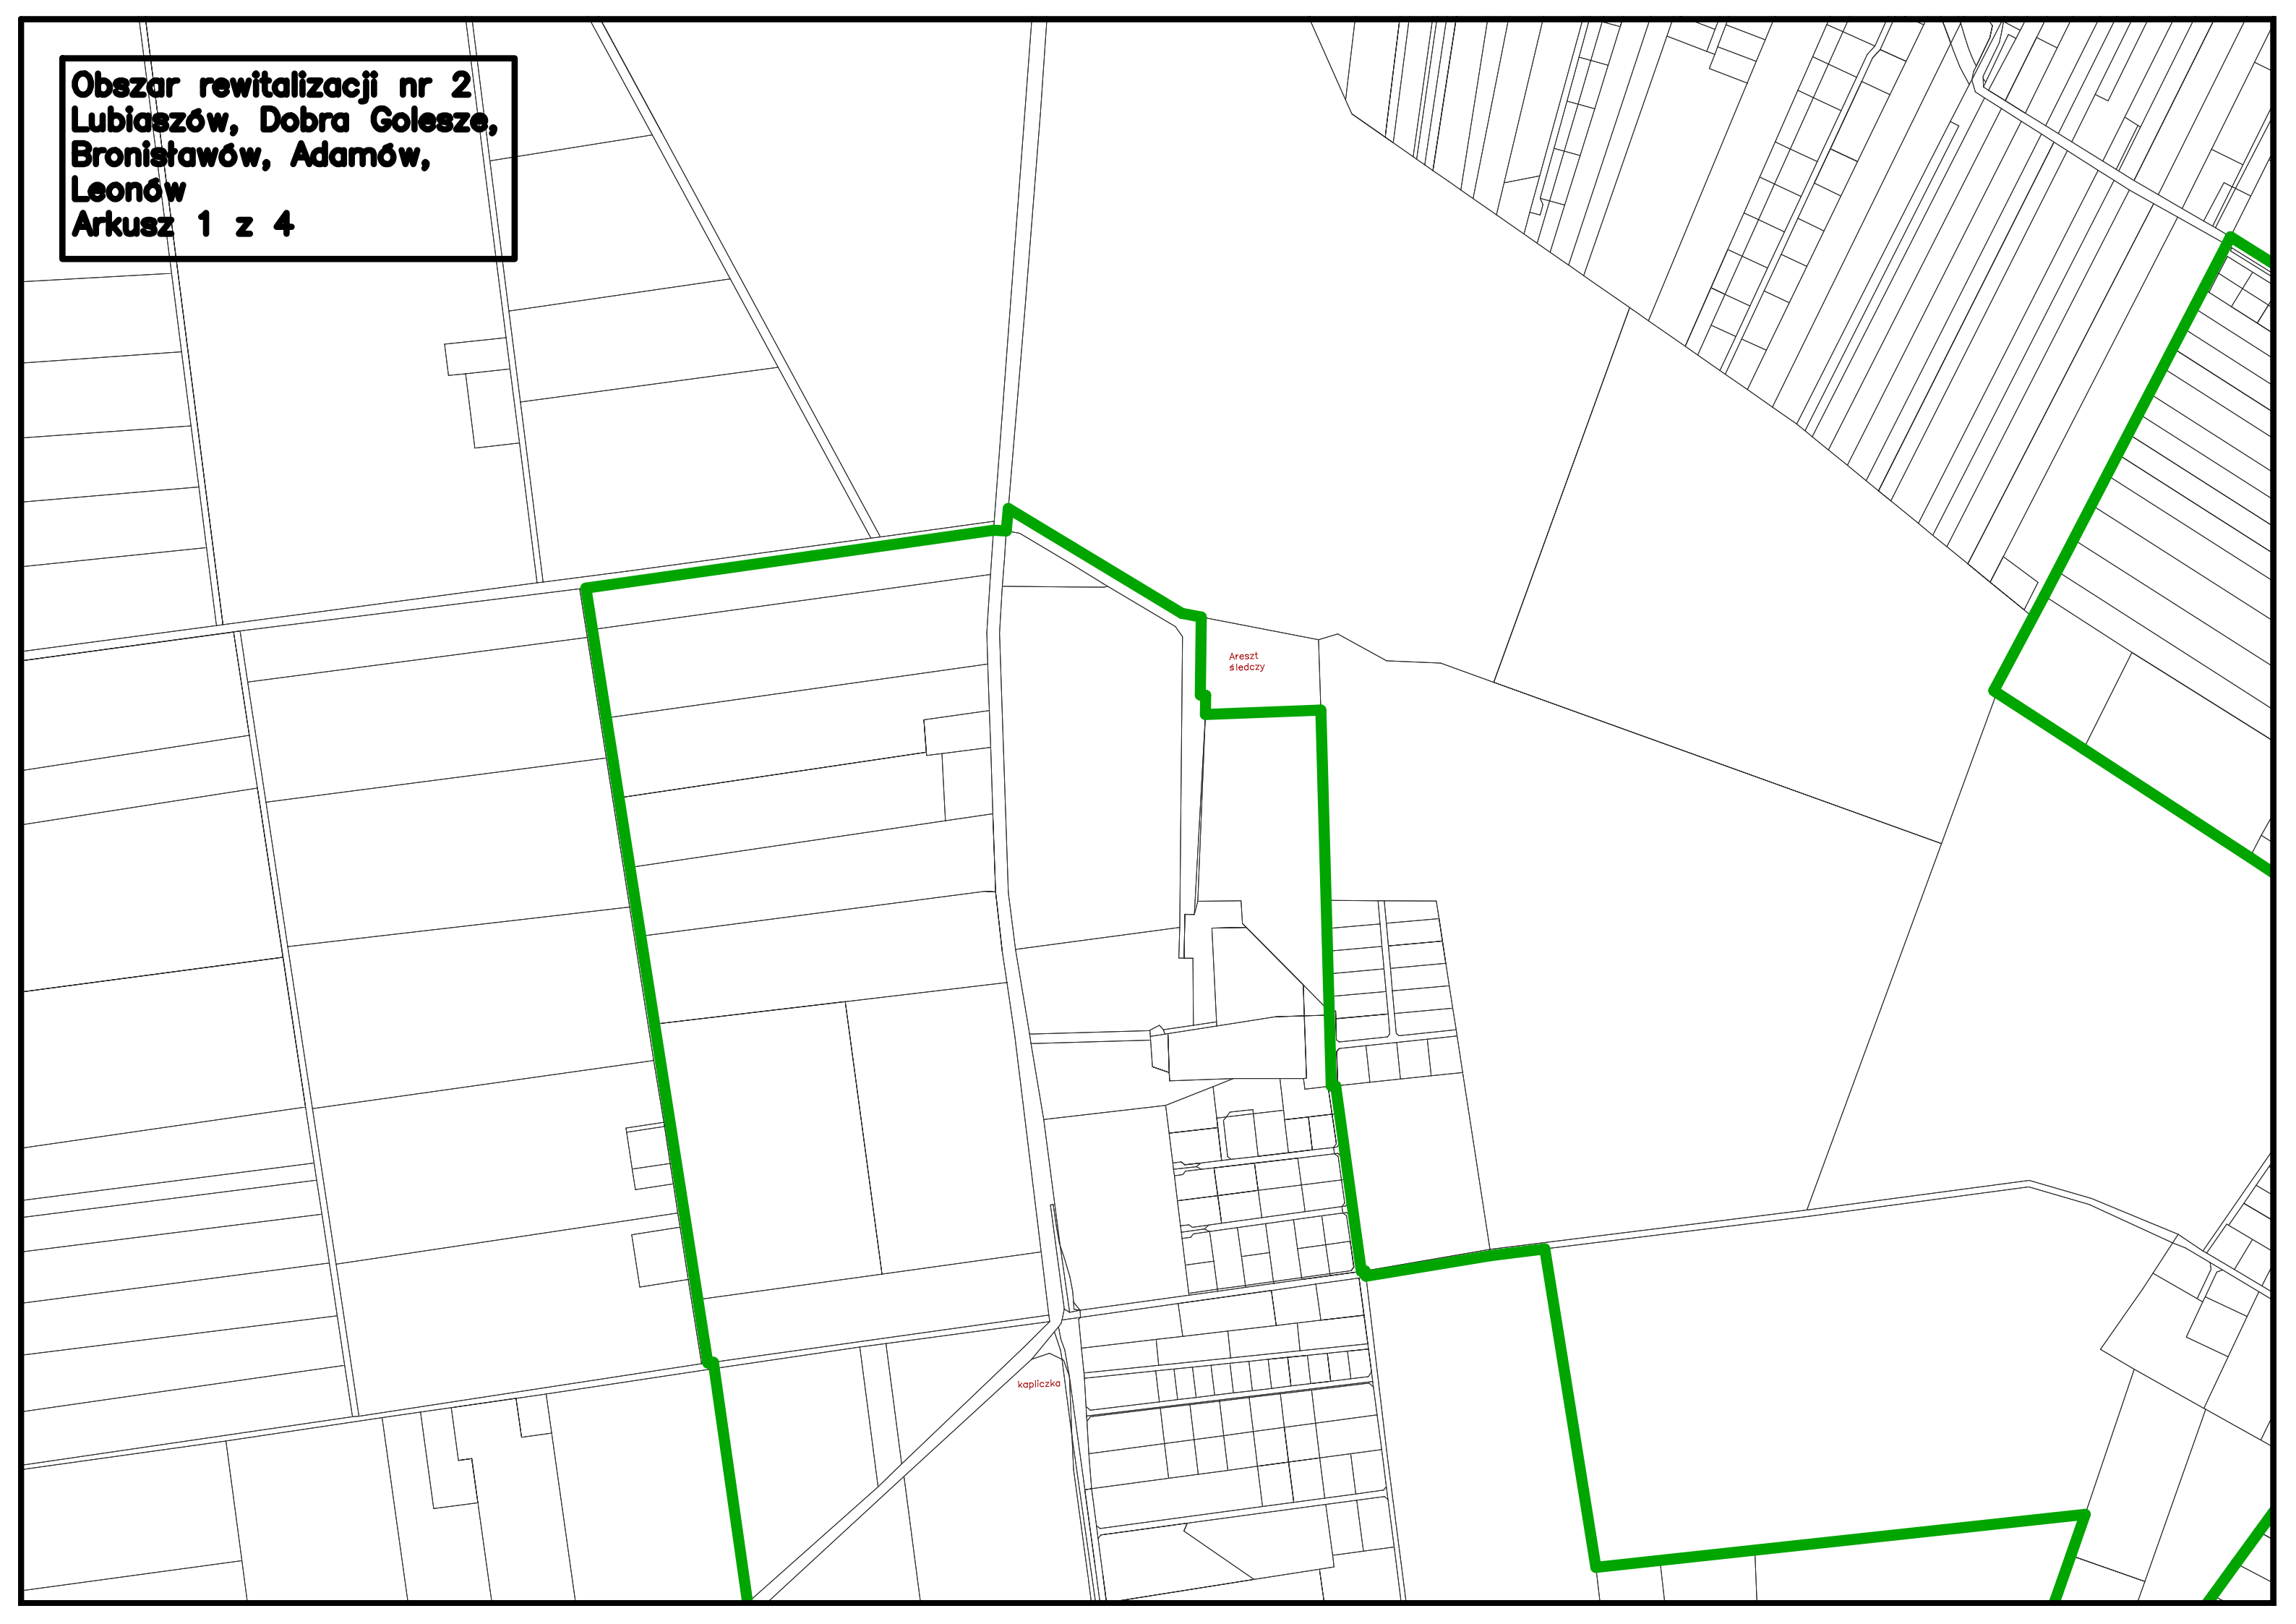 Obszar rewitalizacji nr 2
Lubiaszów, Dobra Golesze,
Bronisławów, Adamów,
Leonów
Arkusz 1 z 4
Areszt
śledczy
kapliczka